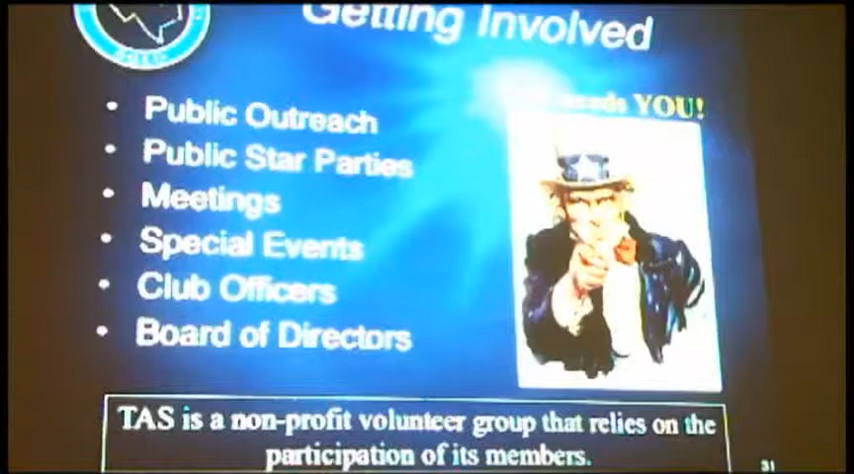 Getting Involved
needs YOU!
• Public Outreach
• Public Star Parties
• Meetings
• Special Events
• Club Officers
• Board of Directors
TAS is a non-profit volunteer group that relies on the
participation of its members.
31